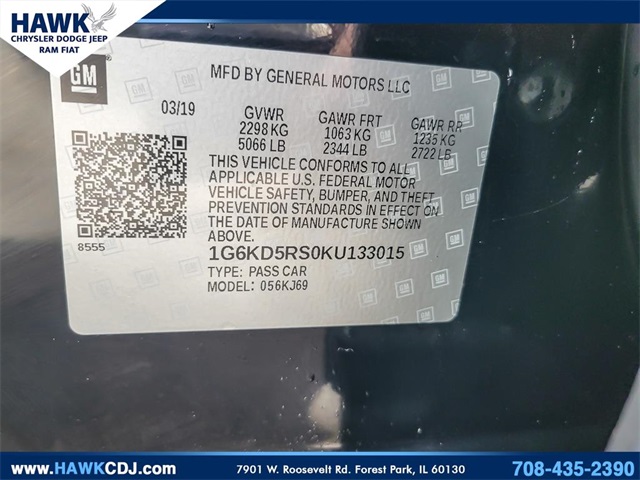 HAWK
CHRYSLER DODGE JEEP
RAM FIAT
GM
MFD BY GENERAL MOTORS LLC
03/19 GVWR GAWR FRT GAWR RR
2298 KG 1063 KG 1235 KG
5066 LB 2344 LB 2722 LB
THIS VEHICLE CONFORMS TO ALL
APPLICABLE U.S. FEDERAL MOTOR
VEHICLE SAFETY, BUMPER, AND THEFT
PREVENTION STANDARDS IN EFFECT ON
THE DATE OF MANUFACTURE SHOWN
ABOVE.
8555
1G6KD5RS0KU133015
TYPE: PASS CAR
MODEL: 056KJ69
www.HAWKCDJ.com
7901 W. Roosevelt Rd. Forest Park, IL 60130
708-435-2390